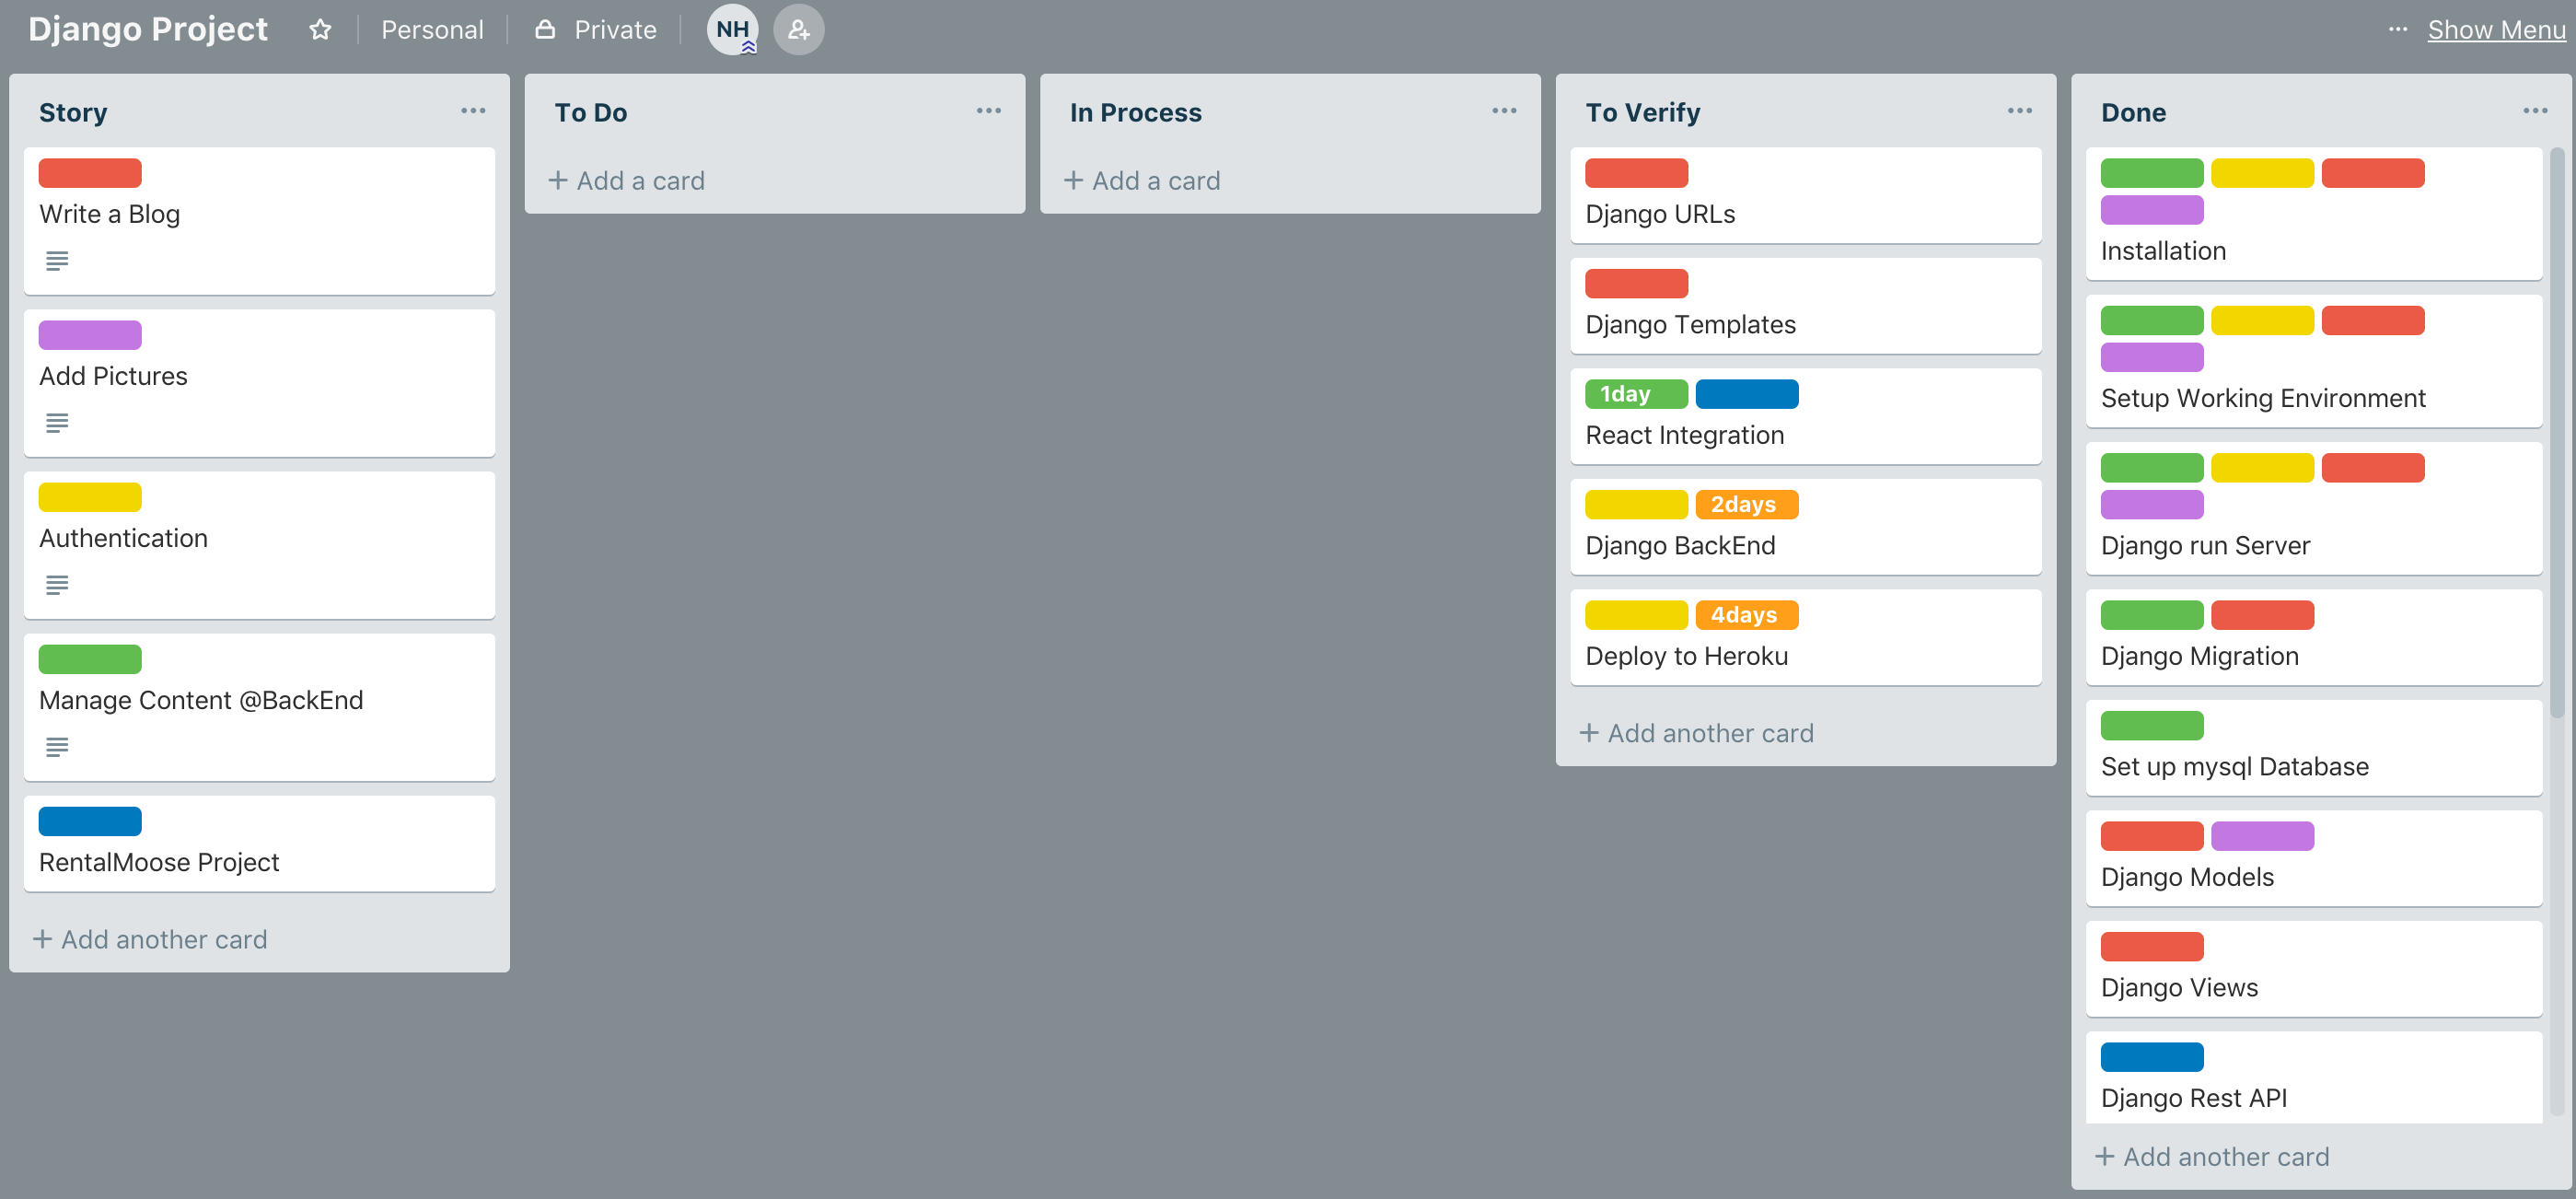 Django Project
Personal
Private
NH
Show Menu
Story
Write a Blog
Add Pictures
Authentication
Manage Content @BackEnd
RentalMoose Project
+ Add another card
To Do
+ Add a card
In Process
+ Add a card
To Verify
Django URLs
Django Templates
1day
React Integration
2days
Django BackEnd
4days
Deploy to Heroku
+ Add another card
Done
Installation
Setup Working Environment
Django run Server
Django Migration
Set up mysql Database
Django Models
Django Views
Django Rest API
+ Add another card